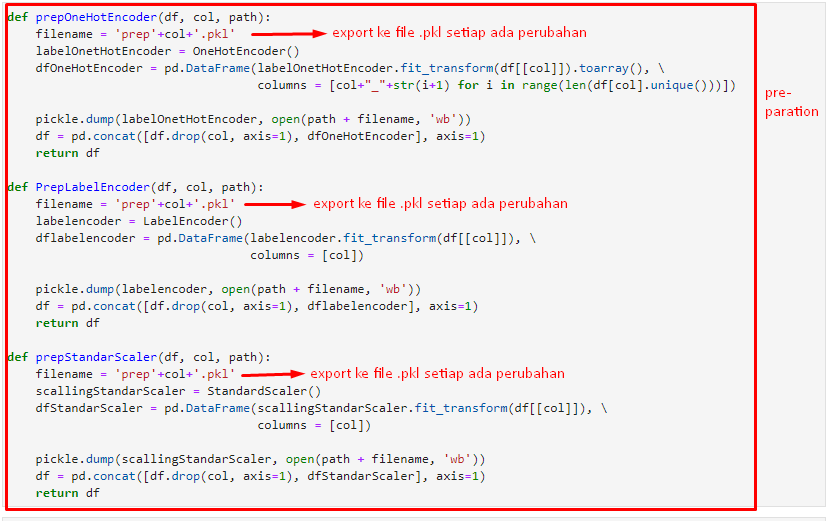 def prepOneHotEncoder(df, col, path):
    filename = 'prep'+col+'.pkl' export ke file .pkl setiap ada perubahan
    labelOnetHotEncoder = OneHotEncoder()
    dfOneHotEncoder = pd.DataFrame(labelOnetHotEncoder.fit_transform(df[[col]]).toarray(), \
                                   columns = [col+"_"+str(i+1) for i in range(len(df[col].unique()))])
    pickle.dump(labelOnetHotEncoder, open(path + filename, 'wb'))
    df = pd.concat([df.drop(col, axis=1), dfOneHotEncoder], axis=1)
    return df
def PrepLabelEncoder(df, col, path):
    filename = 'prep'+col+'.pkl' export ke file .pkl setiap ada perubahan
    labelencoder = LabelEncoder()
    dflabelencoder = pd.DataFrame(labelencoder.fit_transform(df[[col]]), \
                                  columns = [col])
    pickle.dump(labelencoder, open(path + filename, 'wb'))
    df = pd.concat([df.drop(col, axis=1), dflabelencoder], axis=1)
    return df
def prepStandarScaler(df, col, path):
    filename = 'prep'+col+'.pkl' export ke file .pkl setiap ada perubahan
    scallingStandarScaler = StandardScaler()
    dfStandarScaler = pd.DataFrame(scallingStandarScaler.fit_transform(df[[col]]), \
                                   columns = [col])
    pickle.dump(scallingStandarScaler, open(path + filename, 'wb'))
    df = pd.concat([df.drop(col, axis=1), dfStandarScaler], axis=1)
    return df
pre-
paration